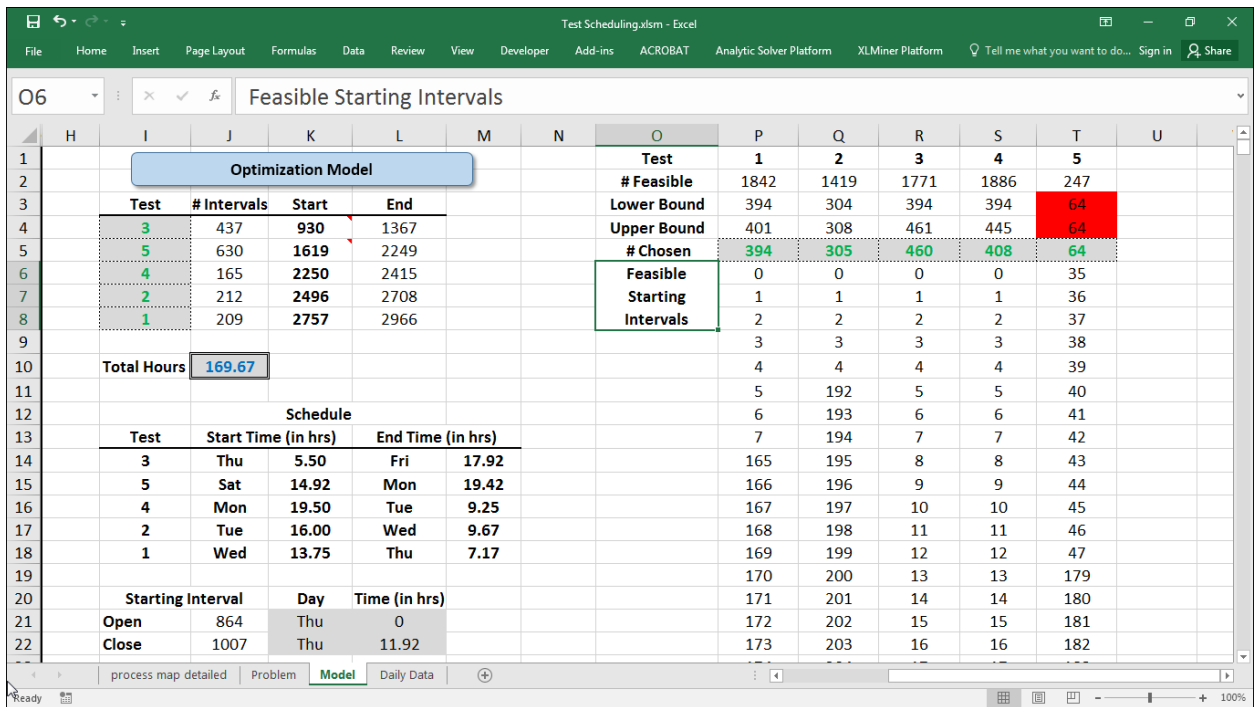 Test Scheduling.xlsm - Excel
File Home Insert Page Layout Formulas Data Review View Developer Add-ins ACROBAT Analytic Solver Platform XLMiner Platform Tell me what you want to do... Sign in Share
O6 fx Feasible Starting Intervals
H I J K L M N O P Q R S T U
1 Test 1 2 3 4 5
Optimization Model
2 # Feasible 1842 1419 1771 1886 247
3 Test # Intervals Start End Lower Bound 394 304 394 394 64
4 3 437 930 1367 Upper Bound 401 308 461 445 64
5 5 630 1619 2249 # Chosen 394 305 460 408 64
6 4 165 2250 2415 Feasible 0 0 0 0 35
7 2 212 2496 2708 Starting 1 1 1 1 36
8 1 209 2757 2966 Intervals 2 2 2 2 37
9 3 3 3 3 38
10 Total Hours 169.67 4 4 4 4 39
11 5 192 5 5 40
12 Schedule 6 193 6 6 41
13 Test Start Time (in hrs) End Time (in hrs) 7 194 7 7 42
14 3 Thu 5.50 Fri 17.92 165 195 8 8 43
15 5 Sat 14.92 Mon 19.42 166 196 9 9 44
16 4 Mon 19.50 Tue 9.25 167 197 10 10 45
17 2 Tue 16.00 Wed 9.67 168 198 11 11 46
18 1 Wed 13.75 Thu 7.17 169 199 12 12 47
19 170 200 13 13 179
20 Starting Interval Day Time (in hrs) 171 201 14 14 180
21 Open 864 Thu 0 172 202 15 15 181
22 Close 1007 Thu 11.92 173 203 16 16 182
process map detailed Problem Model Daily Data
Ready 100%